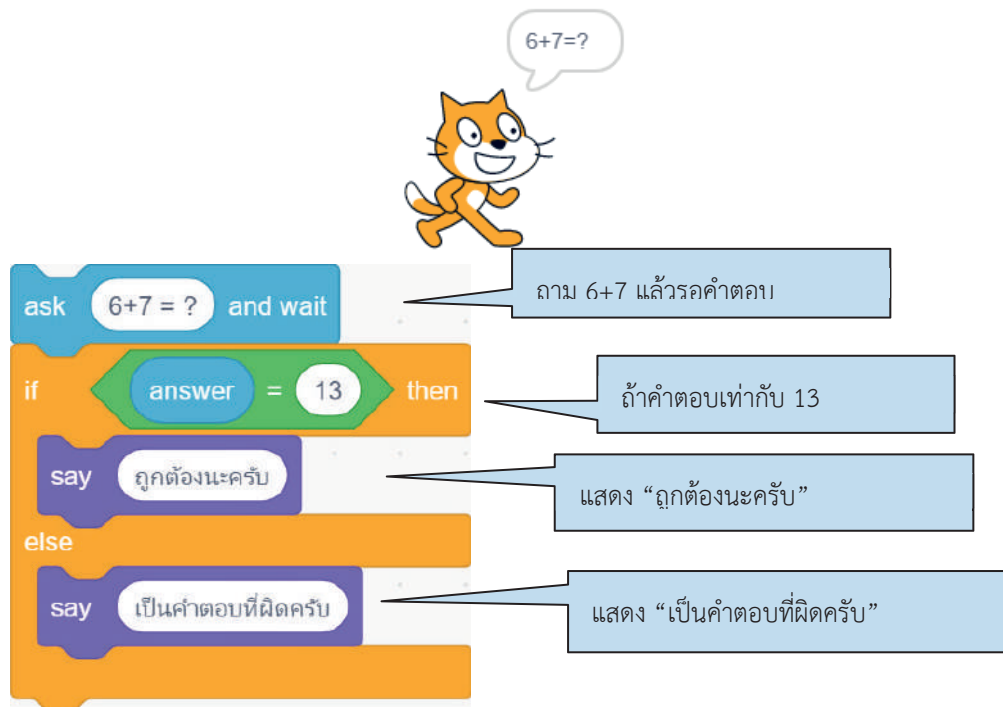 6+7=?
ask 6+7 = ? and wait
ถาม 6+7 แล้วรอคำตอบ
if answer = 13 then
ถ้าคำตอบเท่ากับ 13
say ถูกต้องนะครับ
แสดง “ถูกต้องนะครับ”
else
say เป็นคำตอบที่ผิดครับ
แสดง “เป็นคำตอบที่ผิดครับ”